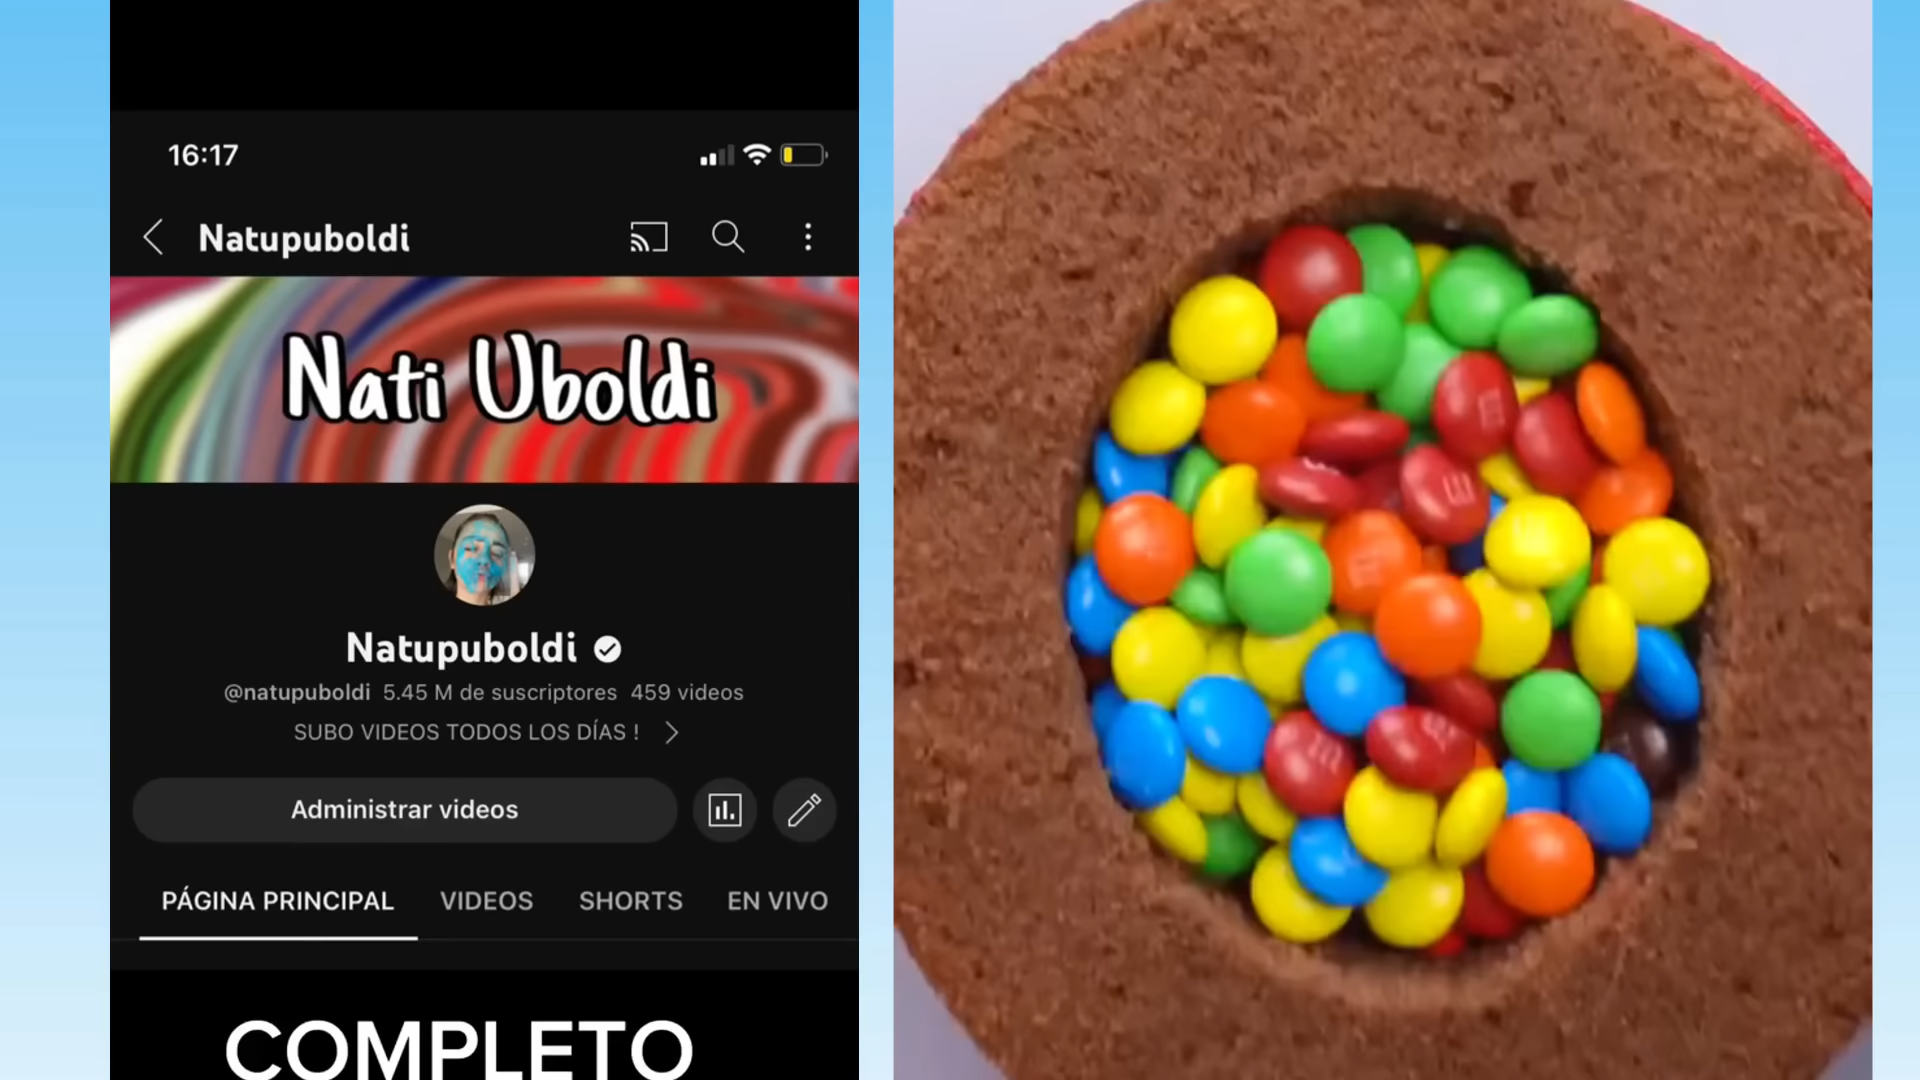 16:17
Natupuboldi
Nati Uboldi
Natupuboldi
@natupuboldi 5.45 M de suscriptores 459 videos
SUBO VIDEOS TODOS LOS DÍAS !
Administrar videos
PÁGINA PRINCIPAL VIDEOS SHORTS EN VIVO
COMPLETO
m
m
m
m